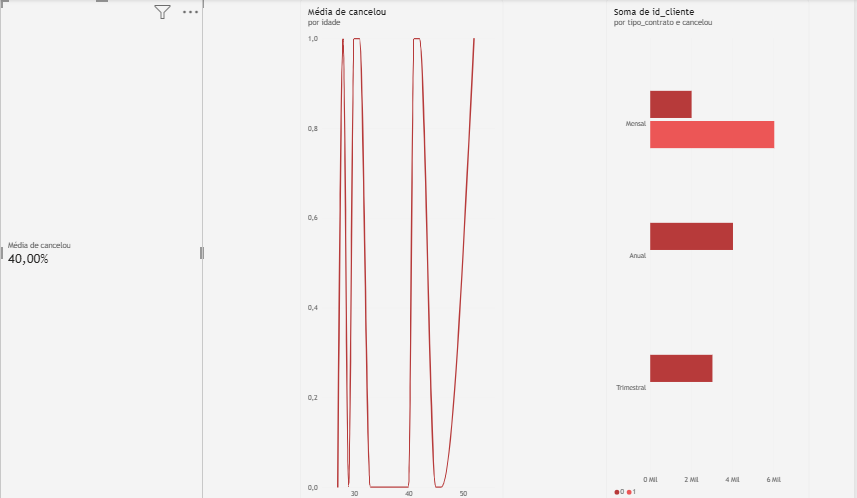 Média de cancelou
40,00%
Média de cancelou
por idade
1,0
0,8
0,6
0,4
0,2
0,0
30
40
50
Soma de id_cliente
por tipo_contrato e cancelou
Mensal
Anual
Trimestral
0 Mil
2 Mil
4 Mil
6 Mil
0
1